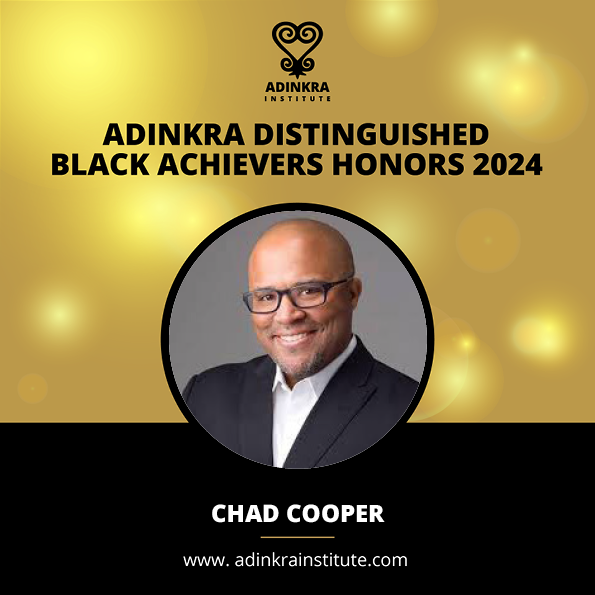 ADINKRA
INSTITUTE
ADINKRA DISTINGUISHED
BLACK ACHIEVERS HONORS 2024
CHAD COOPER
www. adinkrainstitute.com